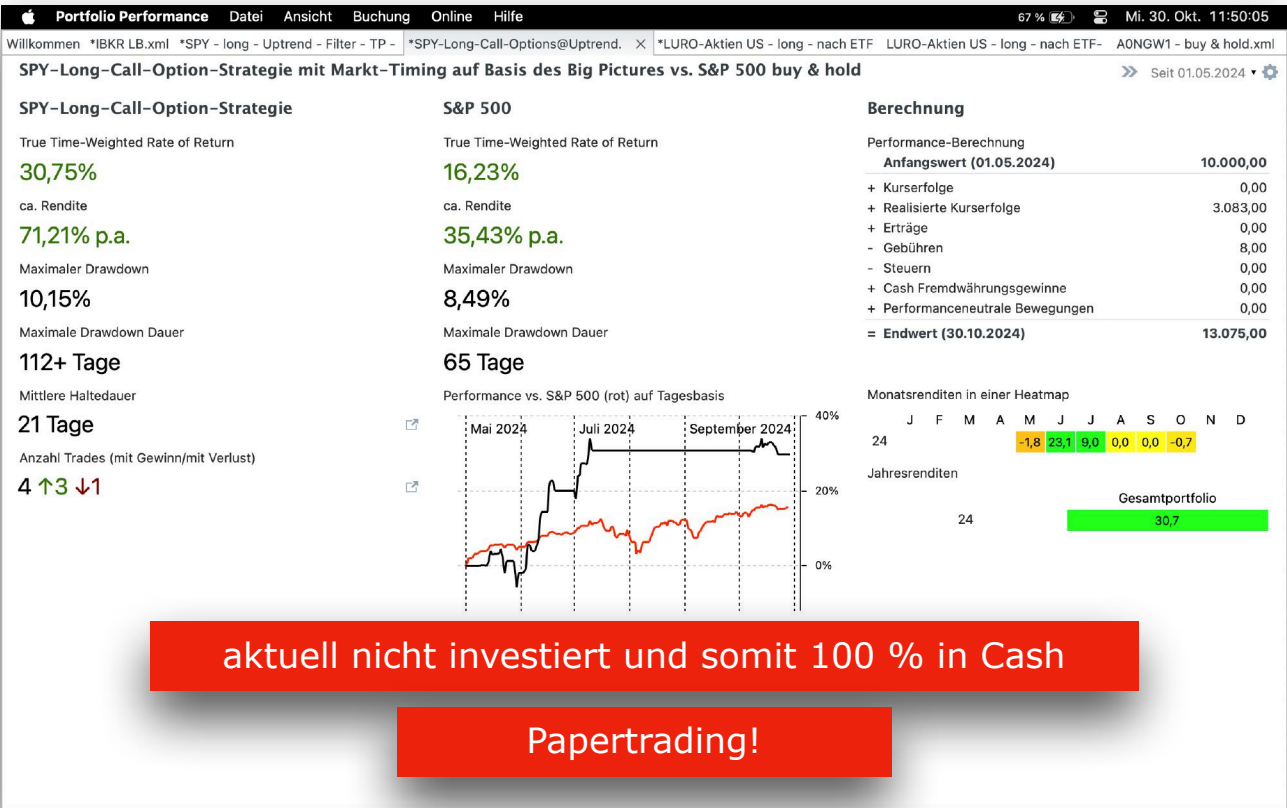 Portfolio Performance Datei Ansicht Buchung Online Hilfe 67 % Mi. 30. Okt. 11:50:05
Willkommen *IBKR LB.xml *SPY - long - Uptrend - Filter - TP - *SPY-Long-Call-Options@Uptrend. *LURO-Aktien US - long - nach ETF LURO-Aktien US - long - nach ETF- A0NGW1 - buy & hold.xml
SPY-Long-Call-Option-Strategie mit Markt-Timing auf Basis des Big Pictures vs. S&P 500 buy & hold
Seit 01.05.2024
SPY-Long-Call-Option-Strategie
True Time-Weighted Rate of Return
30,75%
ca. Rendite
71,21% p.a.
Maximaler Drawdown
10,15%
Maximale Drawdown Dauer
112+ Tage
Mittlere Haltedauer
21 Tage
Anzahl Trades (mit Gewinn/mit Verlust)
4 ↑3 ↓1
S&P 500
True Time-Weighted Rate of Return
16,23%
ca. Rendite
35,43% p.a.
Maximaler Drawdown
8,49%
Maximale Drawdown Dauer
65 Tage
Performance vs. S&P 500 (rot) auf Tagesbasis
Mai 2024 Juli 2024 September 2024
40%
20%
0%
Berechnung
Performance-Berechnung
Anfangswert (01.05.2024) 10.000,00
+ Kurserfolge 0,00
+ Realisierte Kurserfolge 3.083,00
+ Erträge 0,00
- Gebühren 8,00
- Steuern 0,00
+ Cash Fremdwährungsgewinne 0,00
+ Performanceneutrale Bewegungen 0,00
= Endwert (30.10.2024) 13.075,00
Monatsrenditen in einer Heatmap
J F M A M J J A S O N D
24 -1,8 23,1 9,0 0,0 0,0 -0,7
Jahresrenditen
Gesamtportfolio
24 30,7
aktuell nicht investiert und somit 100 % in Cash
Papertrading!